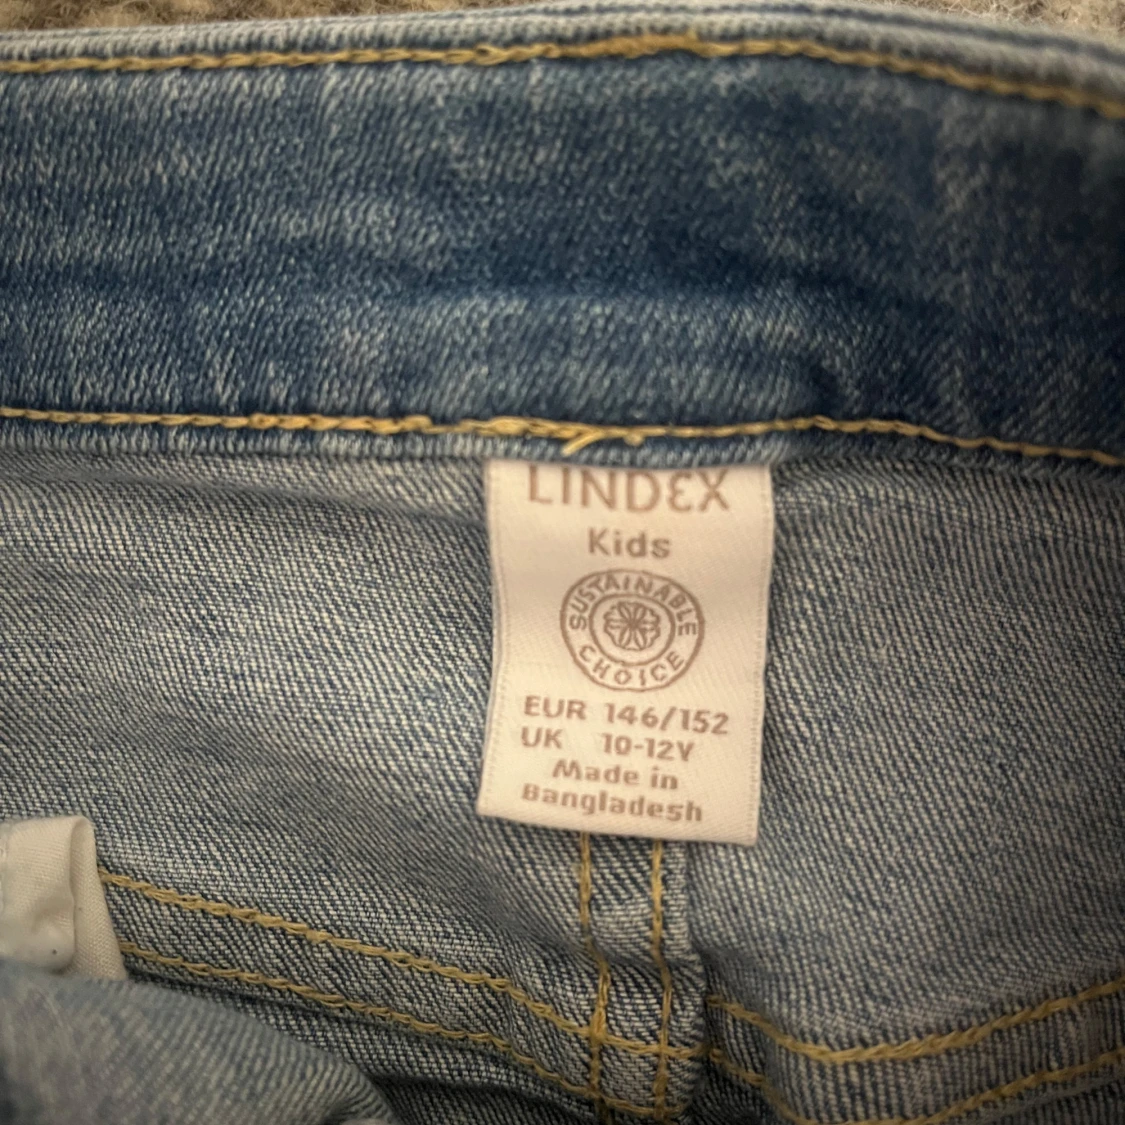 LINDEX
Kids
SUSTAINABLE
CHOICE
EUR 146/152
UK 10-12Y
Made in
Bangladesh